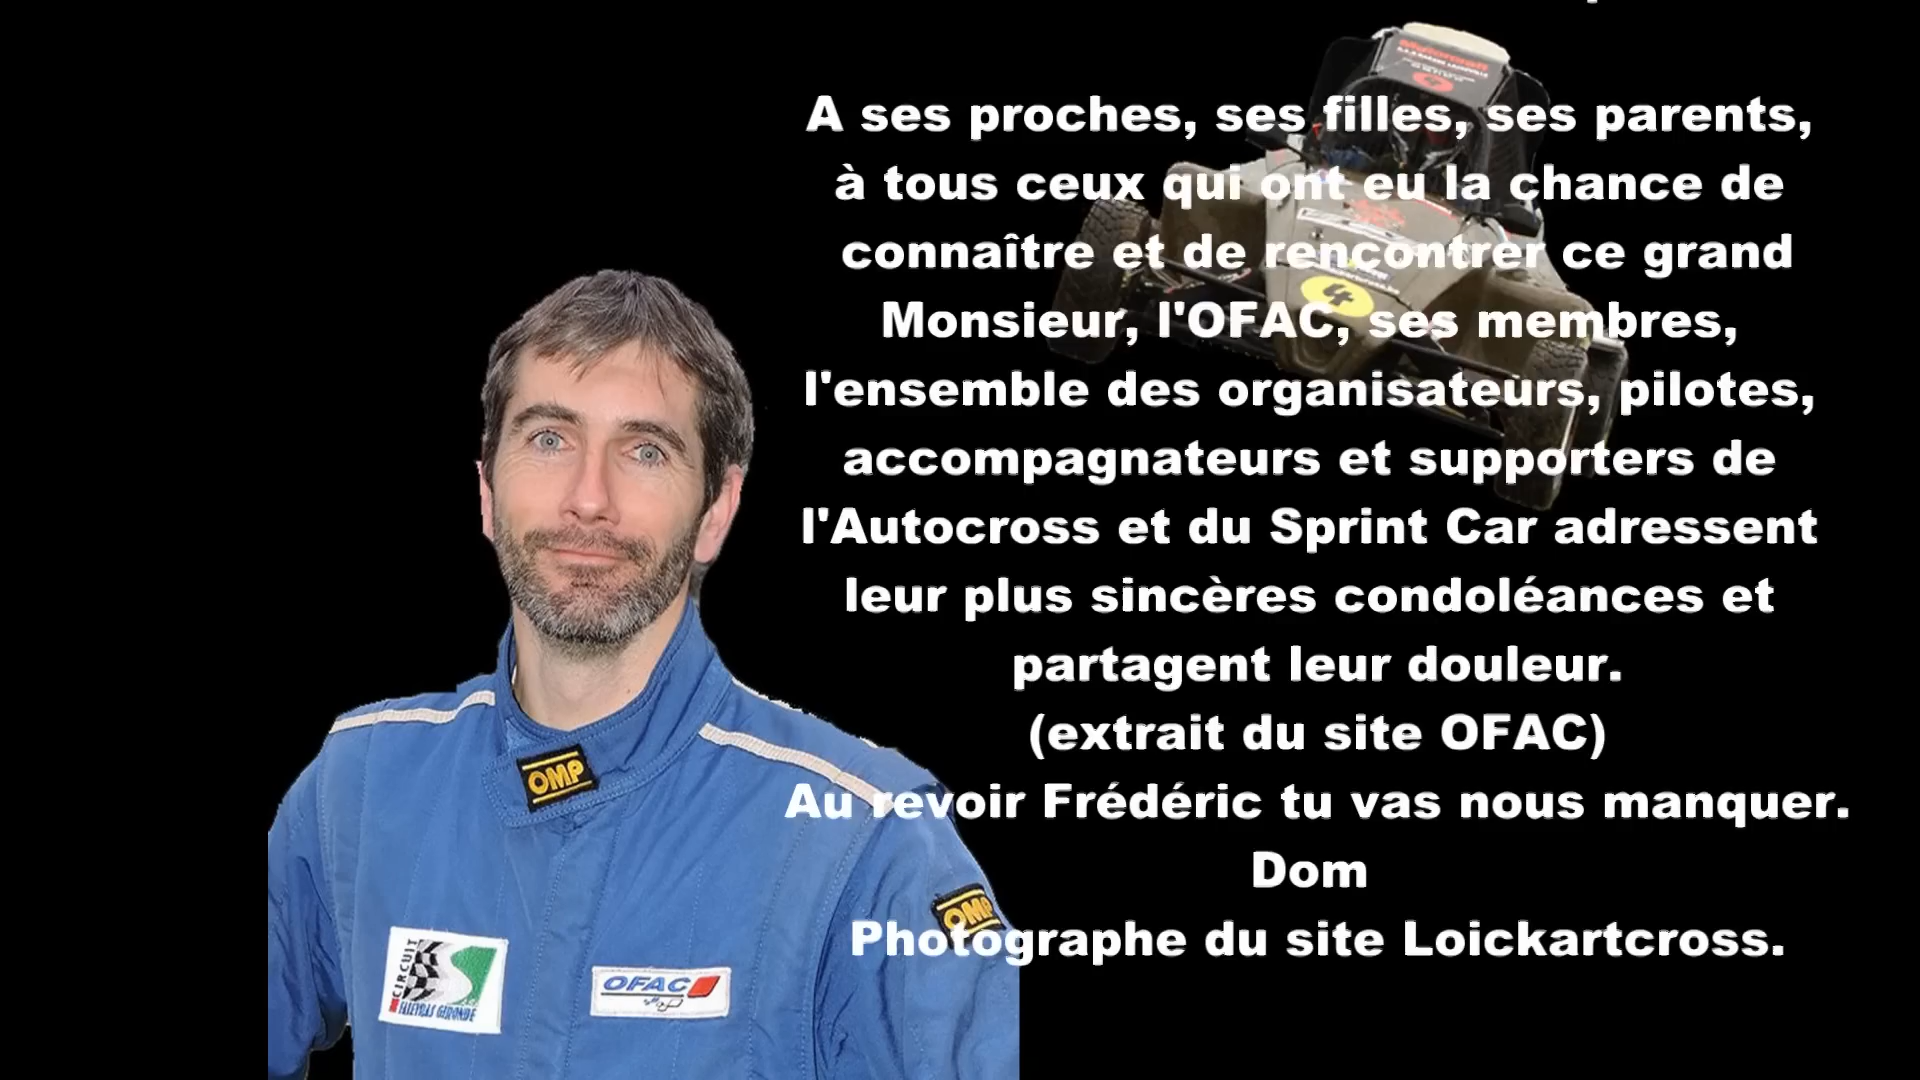 A ses proches, ses filles, ses parents,
à tous ceux qui ont eu la chance de
connaître et de rencontrer ce grand
Monsieur, l'OFAC, ses membres,
l'ensemble des organisateurs, pilotes,
accompagnateurs et supporters de
l'Autocross et du Sprint Car adressent
leur plus sincères condoléances et
partagent leur douleur.
(extrait du site OFAC)
Au revoir Frédéric tu vas nous manquer.
Dom
Photographe du site Loickartcross.
4
OMP
OMP
CIRCUIT
FALEYRAS GIRONDE
OFAC